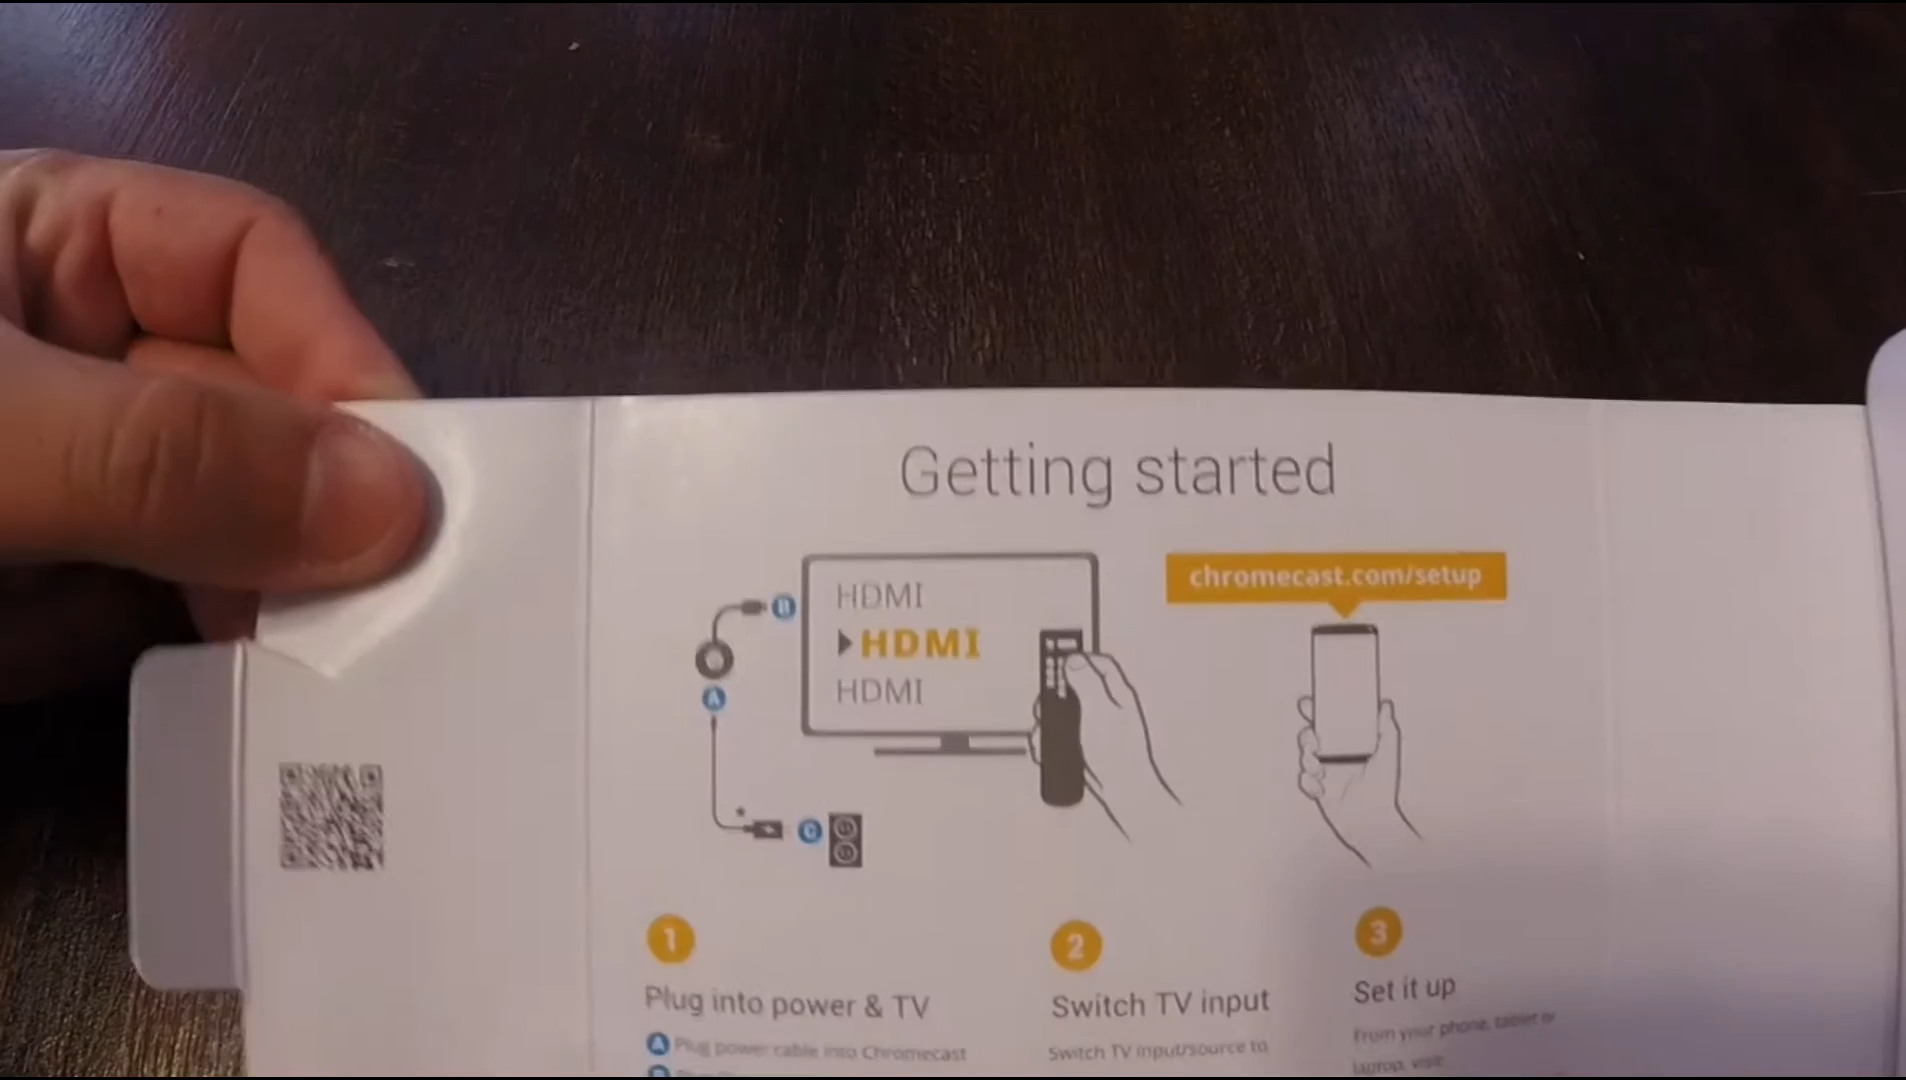 Getting started
HDMI
HDMI
HDMI
B
A
C
chromecast.com/setup
1
Plug into power & TV
A Plug power cable into Chromecast
2
Switch TV input
Switch TV input/source to
3
Set it up
From your phone, tablet or
laptop, visit